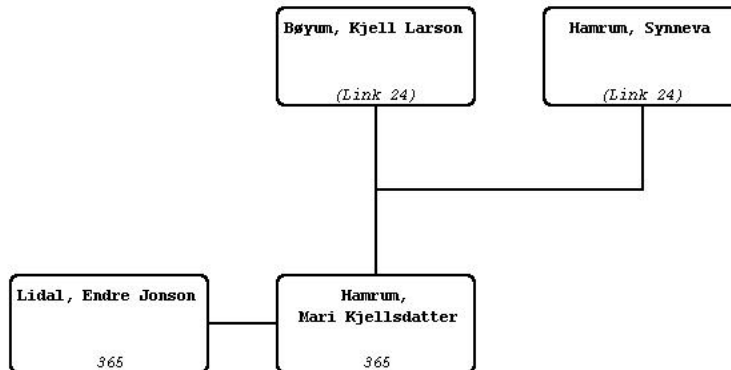 Bøyum, Kjell Larson
(Link 24)
Hamrum, Synneva
(Link 24)
Lidal, Endre Jonson
365
Hamrum,
Mari Kjellsdatter
365